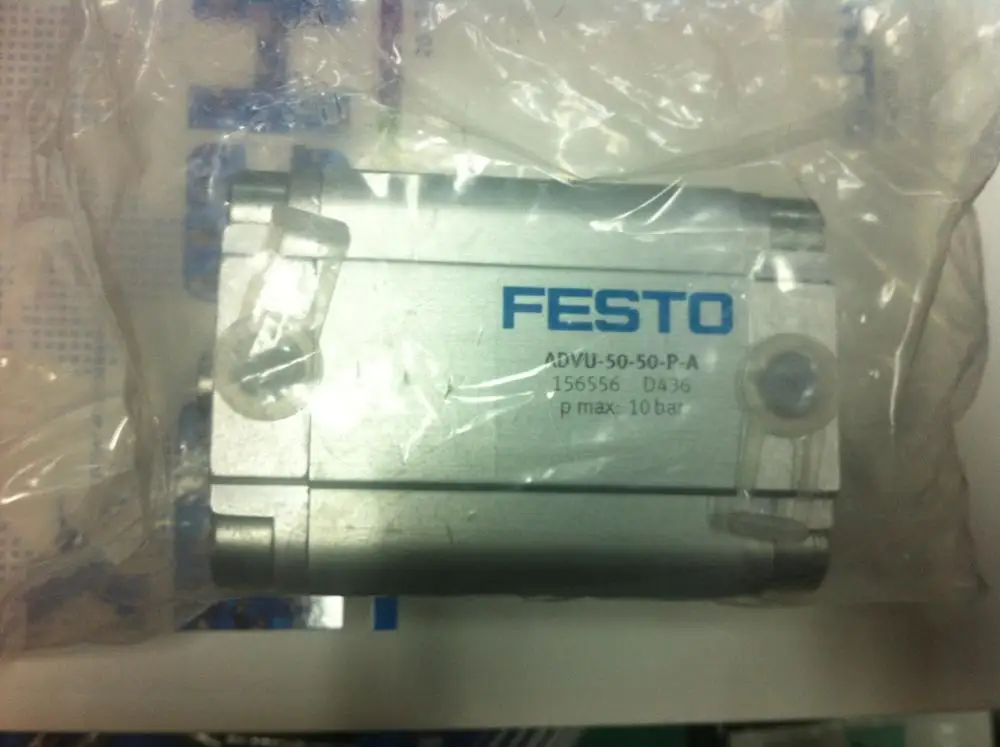 FESTO
ADVU-50-50-P-A
156556 D436
p max: 10 bar